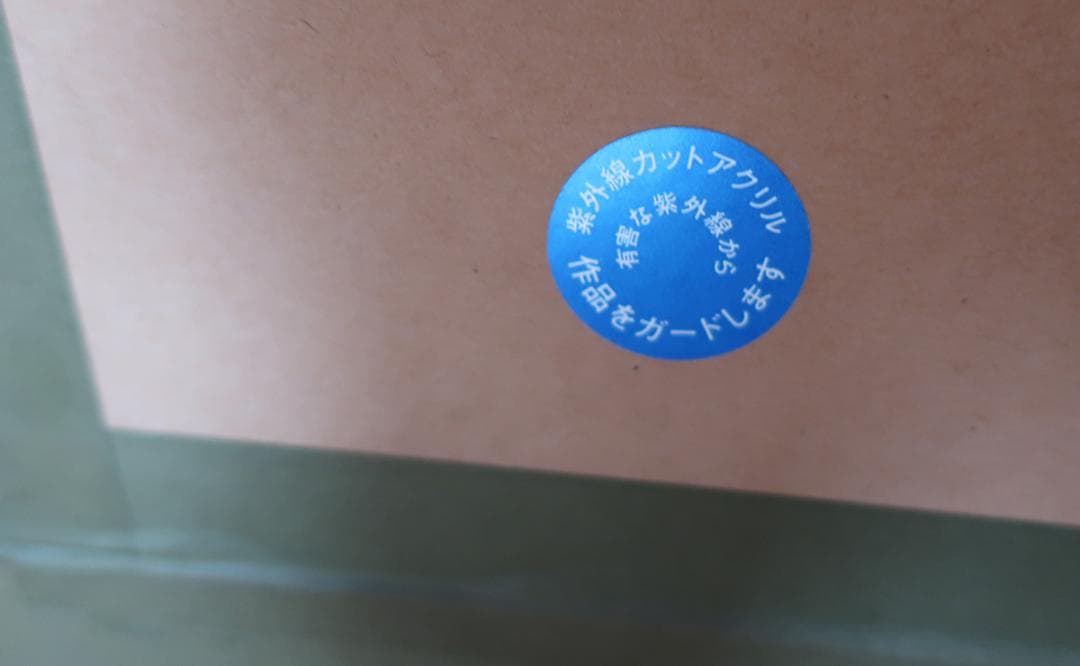 紫外線カットアクリル
有害な紫外線から
作品をガードします